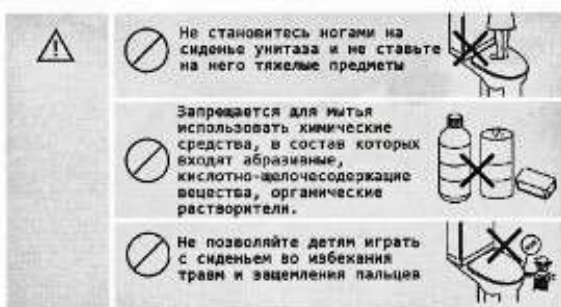 Не становитесь ногами на
сиденье унитаза и не ставьте
на него тяжелые предметы
Запрещается для мытья
использовать химические
средства, в состав которых
входят абразивные,
кислотно-щелочесодержащие
вещества, органические
растворители.
Не позволяйте детям играть
с сиденьем во избежания
травм и защемления пальцев